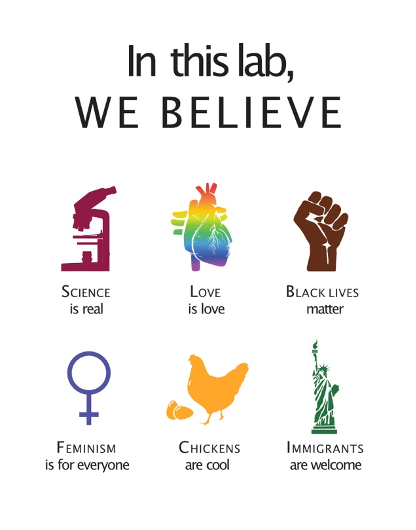 In this lab,
WE BELIEVE
SCIENCE LOVE BLACK LIVES
is real is love matter
FEMINISM CHICKENS IMMIGRANTS
is for everyone are cool are welcome